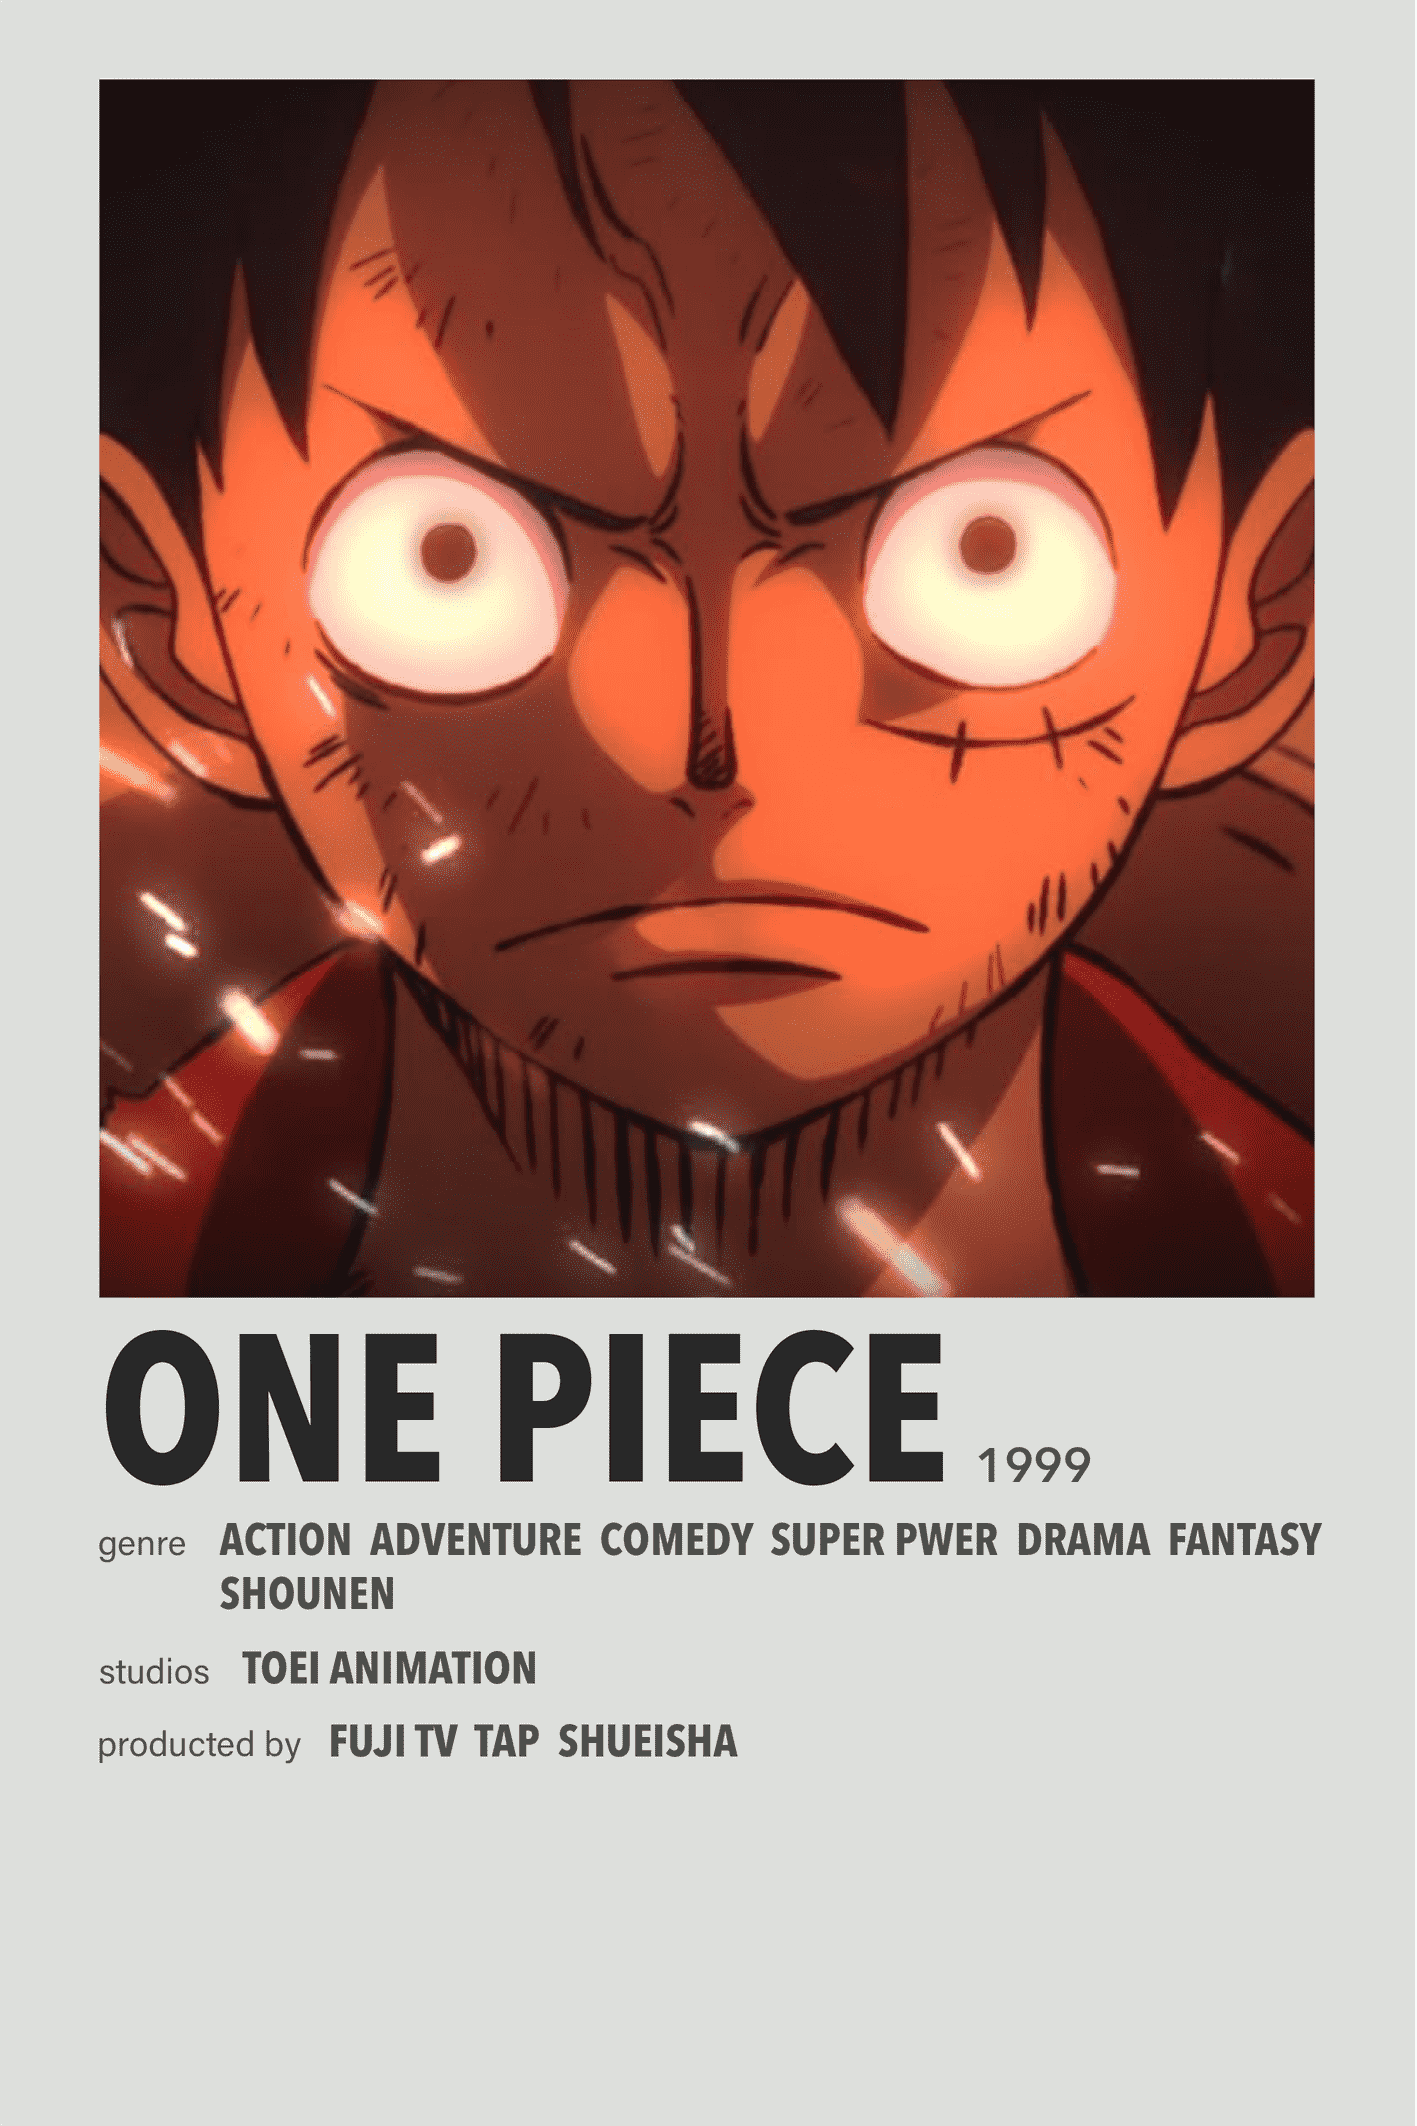 ONE PIECE 1999
genre ACTION ADVENTURE COMEDY SUPER PWER DRAMA FANTASY
SHOUNEN
studios TOEI ANIMATION
producted by FUJI TV TAP SHUEISHA